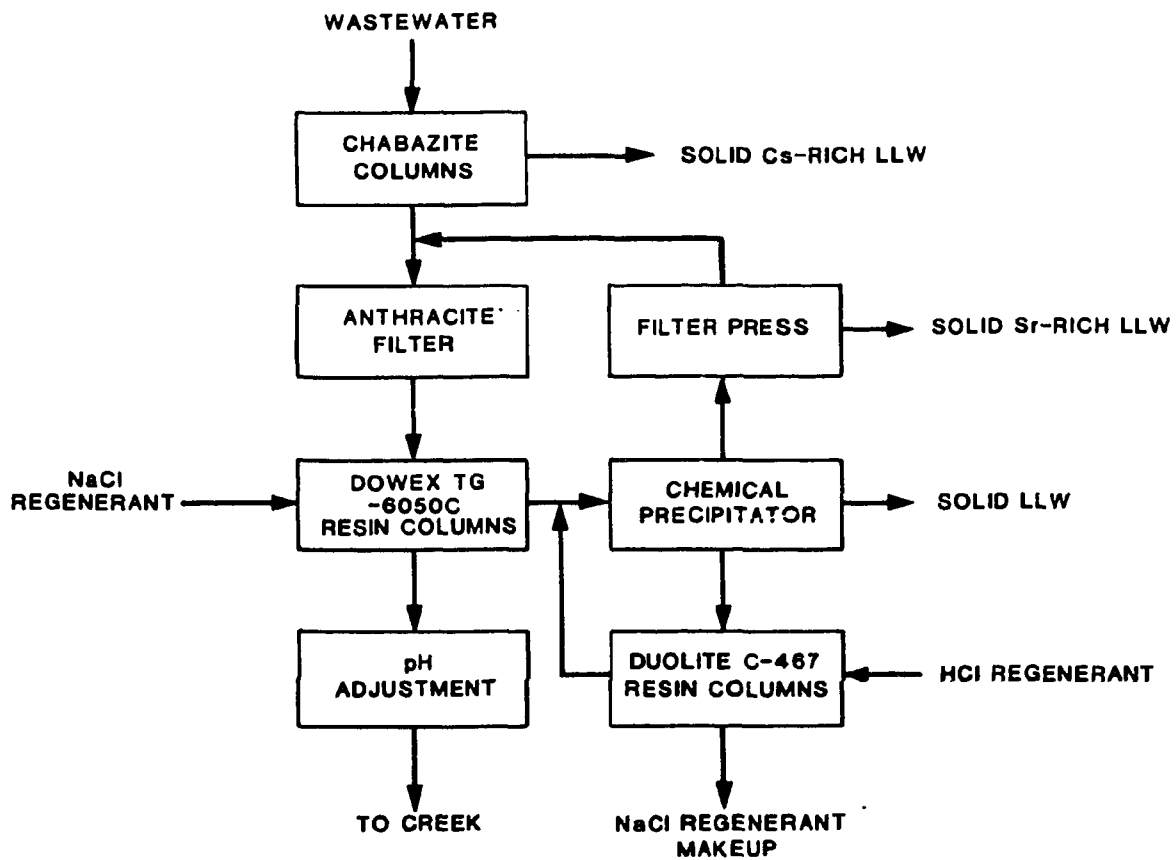 WASTEWATER
CHABAZITE
COLUMNS
SOLID Cs-RICH LLW
ANTHRACITE
FILTER
FILTER PRESS
SOLID Sr-RICH LLW
NaCl
REGENERANT
DOWEX TG
-6050C
RESIN COLUMNS
CHEMICAL
PRECIPITATOR
SOLID LLW
pH
ADJUSTMENT
DUOLITE C-467
RESIN COLUMNS
HCl REGENERANT
TO CREEK
NaCl REGENERANT
MAKEUP